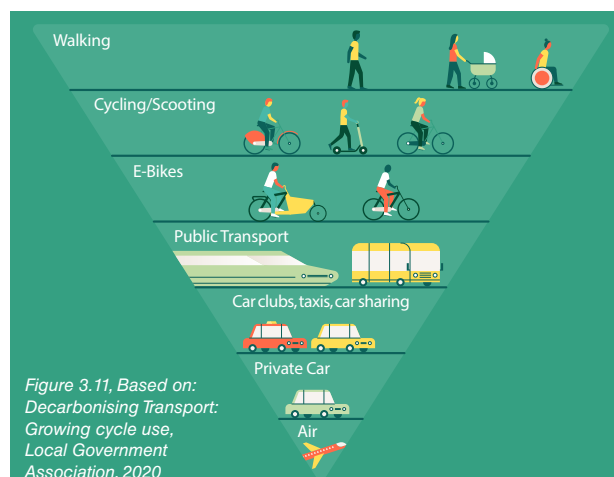 Walking
Cycling/Scooting
E-Bikes
Public Transport
Car clubs, taxis, car sharing
Private Car
Air
Figure 3.11, Based on:
Decarbonising Transport:
Growing cycle use,
Local Government
Association, 2020